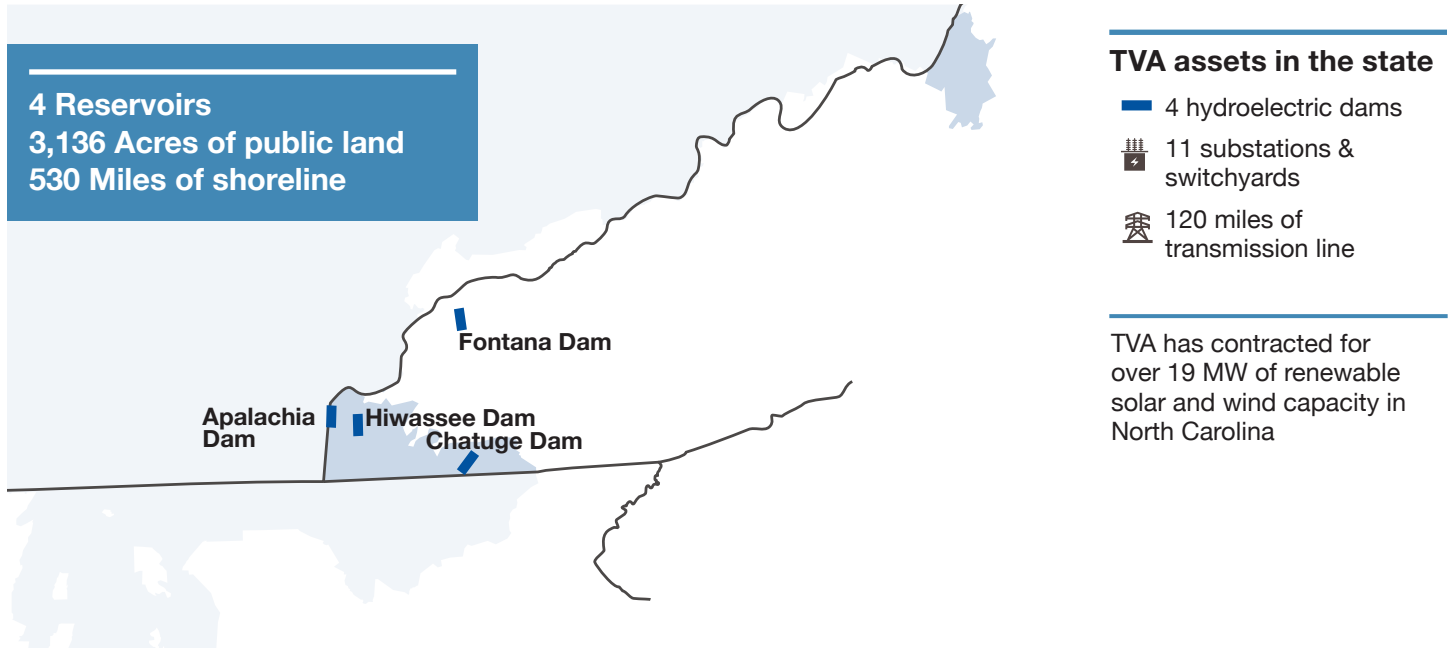 4 Reservoirs
3,136 Acres of public land
530 Miles of shoreline
Fontana Dam
Apalachia
Dam
Hiwassee Dam
Chatuge Dam
TVA assets in the state
4 hydroelectric dams
11 substations &
switchyards
120 miles of
transmission line
TVA has contracted for
over 19 MW of renewable
solar and wind capacity in
North Carolina